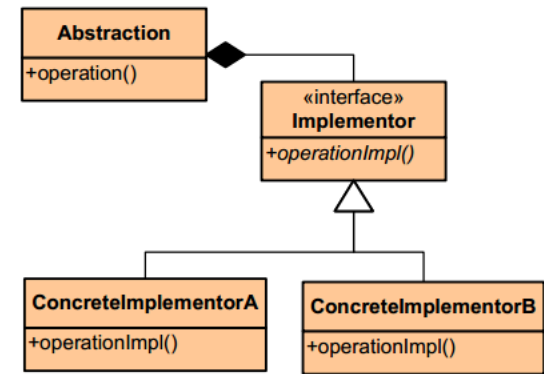 Abstraction
+operation()
«interface»
Implementor
+operationImpl()
ConcreteImplementorA
+operationImpl()
ConcreteImplementorB
+operationImpl()